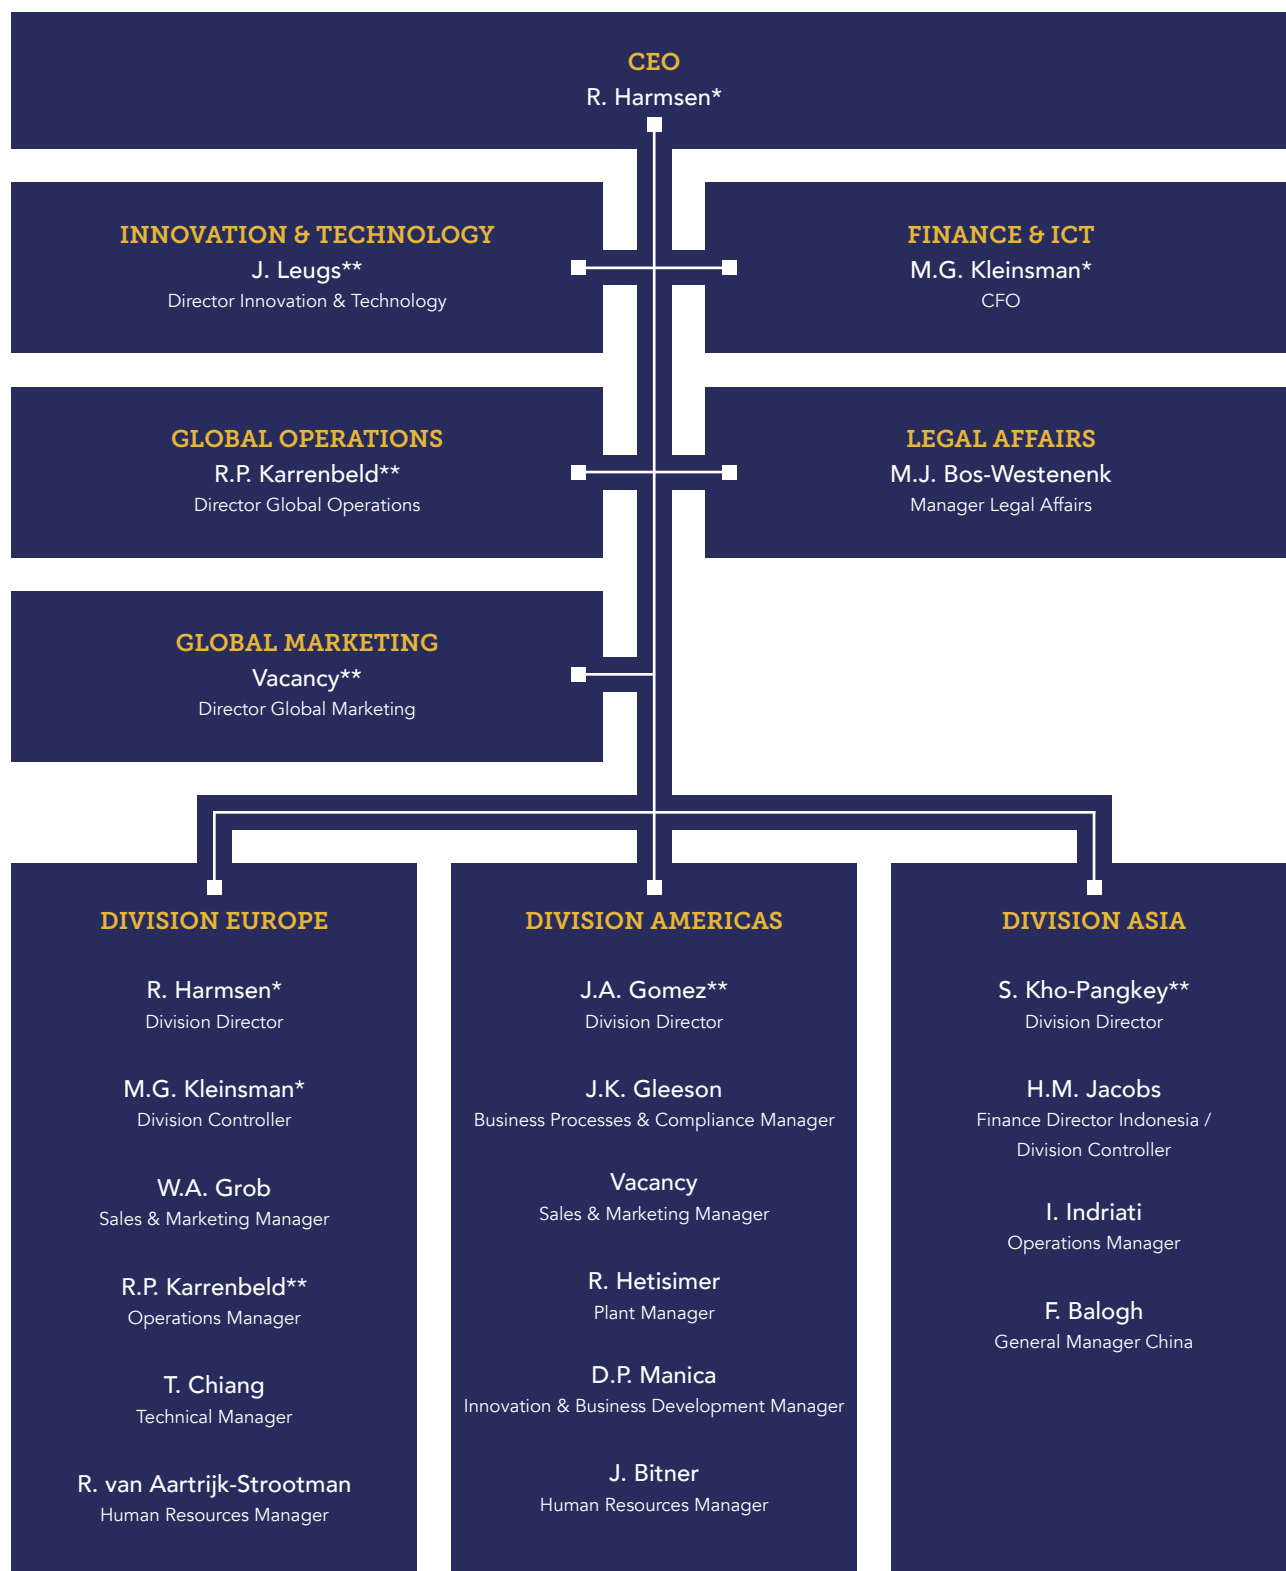 CEO
R. Harmsen*
INNOVATION & TECHNOLOGY
J. Leugs**
Director Innovation & Technology
FINANCE & ICT
M.G. Kleinsman*
CFO
GLOBAL OPERATIONS
R.P. Karrenbeld**
Director Global Operations
LEGAL AFFAIRS
M.J. Bos-Westenenk
Manager Legal Affairs
GLOBAL MARKETING
Vacancy**
Director Global Marketing
DIVISION EUROPE
R. Harmsen*
Division Director
M.G. Kleinsman*
Division Controller
W.A. Grob
Sales & Marketing Manager
R.P. Karrenbeld**
Operations Manager
T. Chiang
Technical Manager
R. van Aartrijk-Strootman
Human Resources Manager
DIVISION AMERICAS
J.A. Gomez**
Division Director
J.K. Gleeson
Business Processes & Compliance Manager
Vacancy
Sales & Marketing Manager
R. Hetisimer
Plant Manager
D.P. Manica
Innovation & Business Development Manager
J. Bitner
Human Resources Manager
DIVISION ASIA
S. Kho-Pangkey**
Division Director
H.M. Jacobs
Finance Director Indonesia /
Division Controller
I. Indriati
Operations Manager
F. Balogh
General Manager China